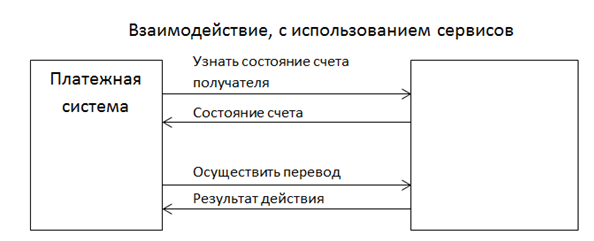 Взаимодействие, с использованием сервисов
Платежная
система
Узнать состояние счета
получателя
Состояние счета
Осуществить перевод
Результат действия